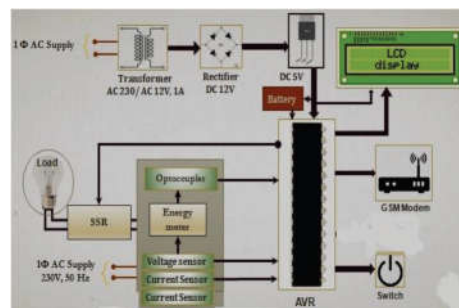 1 Φ AC Supply
Transformer
AC 230/ AC 12V, 1A
Rectifier
DC 12V
DC 5V
LCD
display
Battery
Load
SSR
Optocoupler
Energy
meter
Voltage sensor
Current Sensor
Current Sensor
1Φ AC Supply
230V, 50 Hz
AVR
GSM Modem
Switch